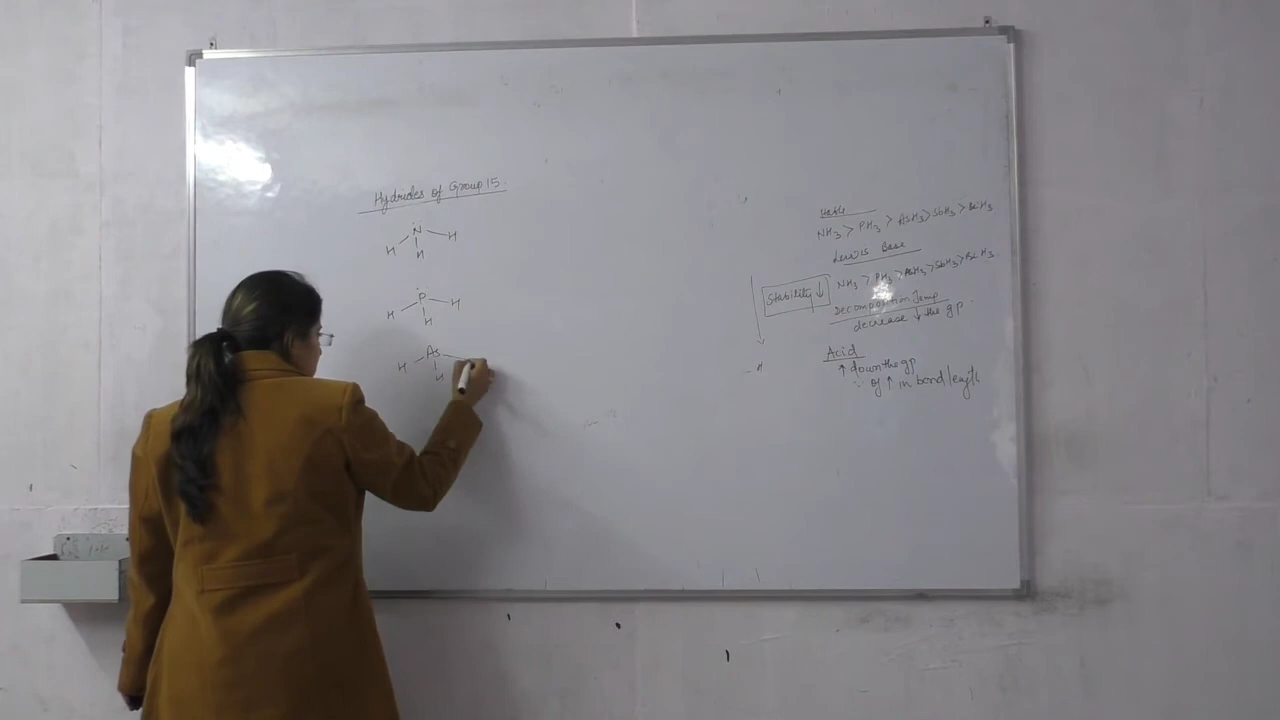 Hydrides of Group 15.
N
H H
H
P
H H
H
As
H
H
Stable
NH3 > PH3 > AsH3 > SbH3 > BiH3
Lewis Base
NH3 > PH3 > AsH3 > SbH3 > BiH3
Stability ↓
Decomposition Temp
decrease ↓ the gp.
Acid
↑ down the gp
∵ of ↑ in bond length